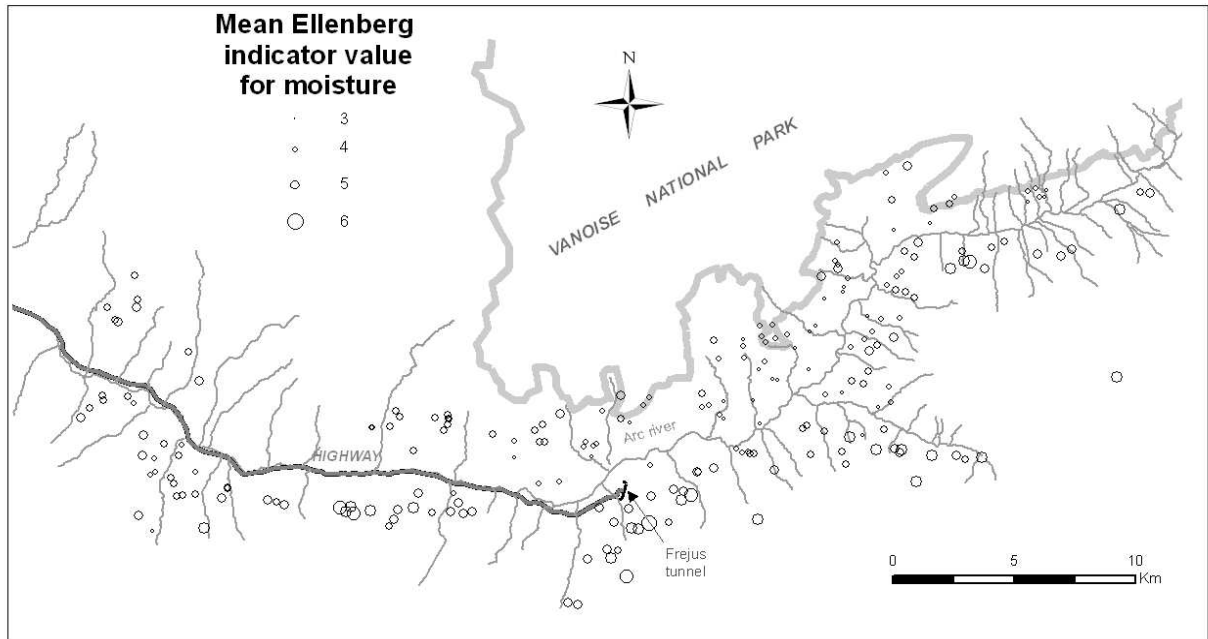 Mean Ellenberg
indicator value
for moisture
3
4
5
6
N
VANOISE NATIONAL PARK
Arc river
HIGHWAY
Frejus
tunnel
0 5 10
Km